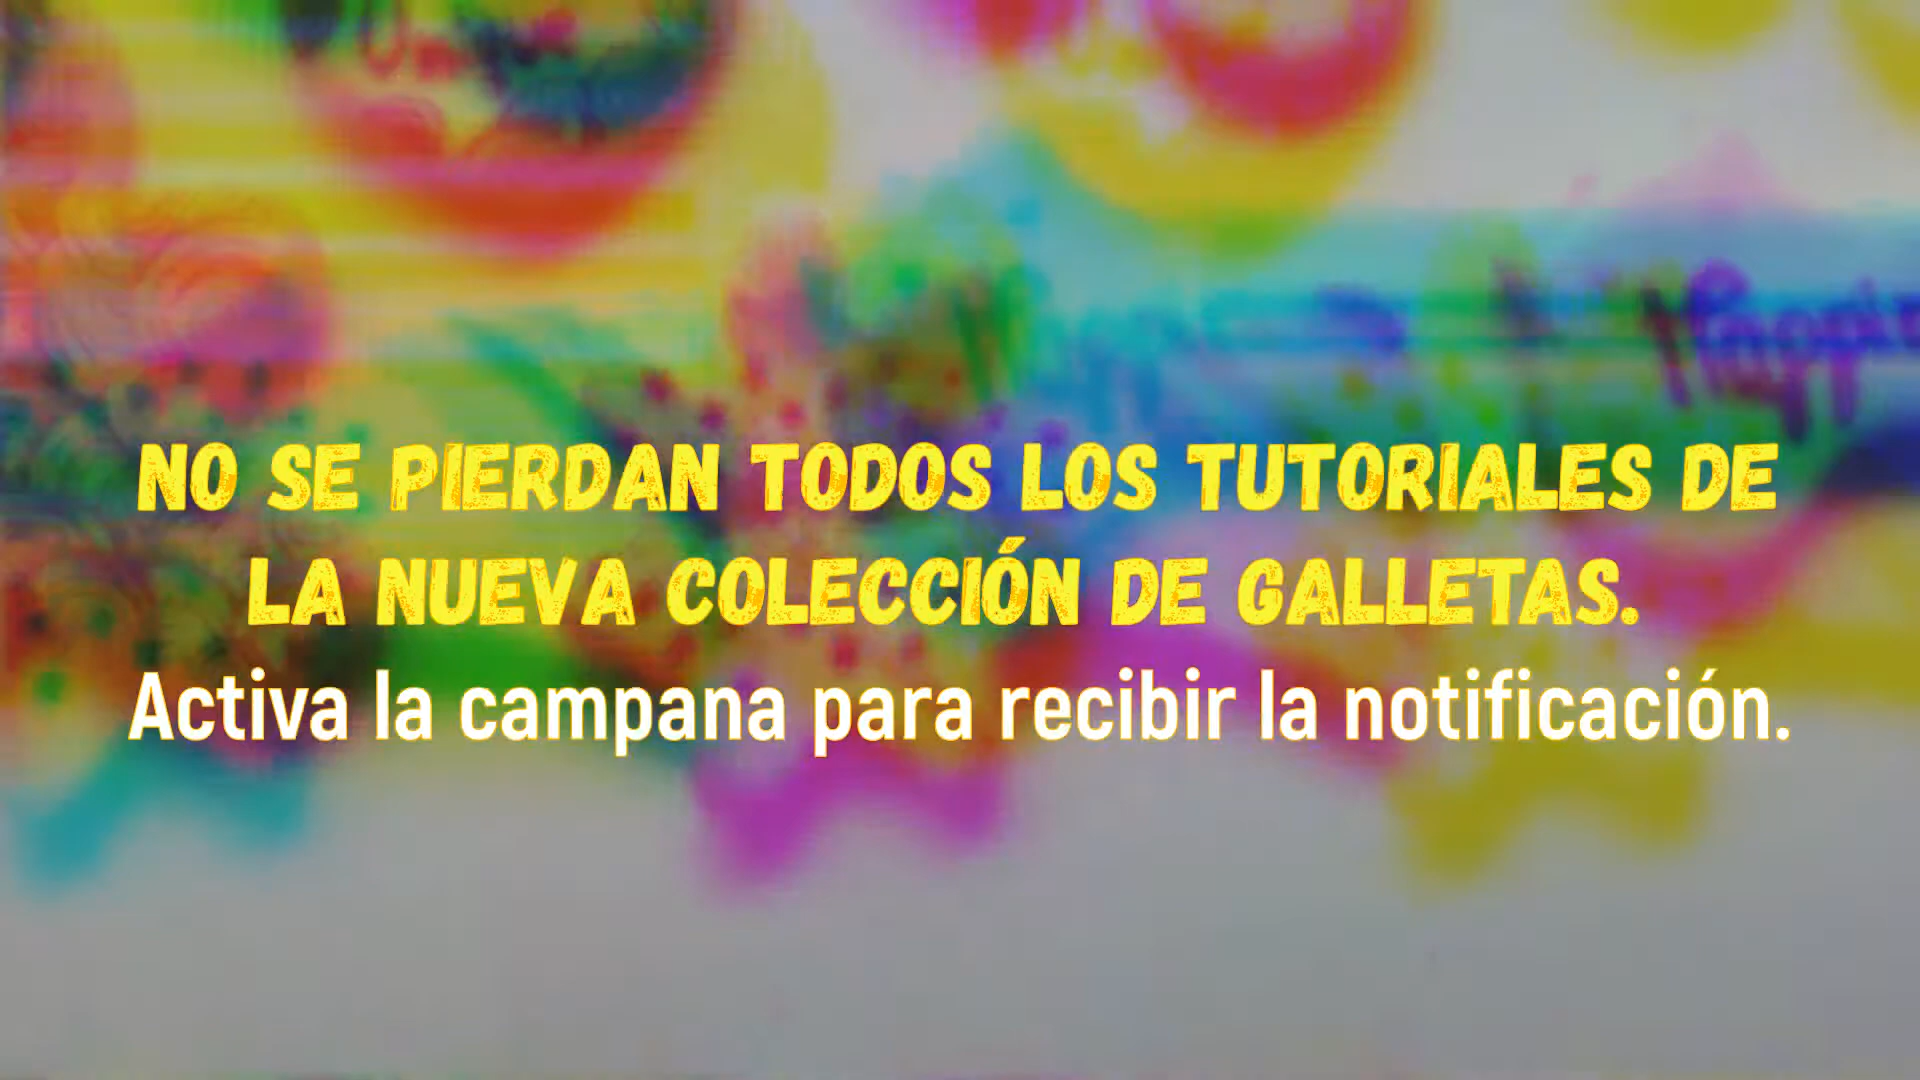 NO SE PIERDAN TODOS LOS TUTORIALES DE
LA NUEVA COLECCIÓN DE GALLETAS.
Activa la campana para recibir la notificación.